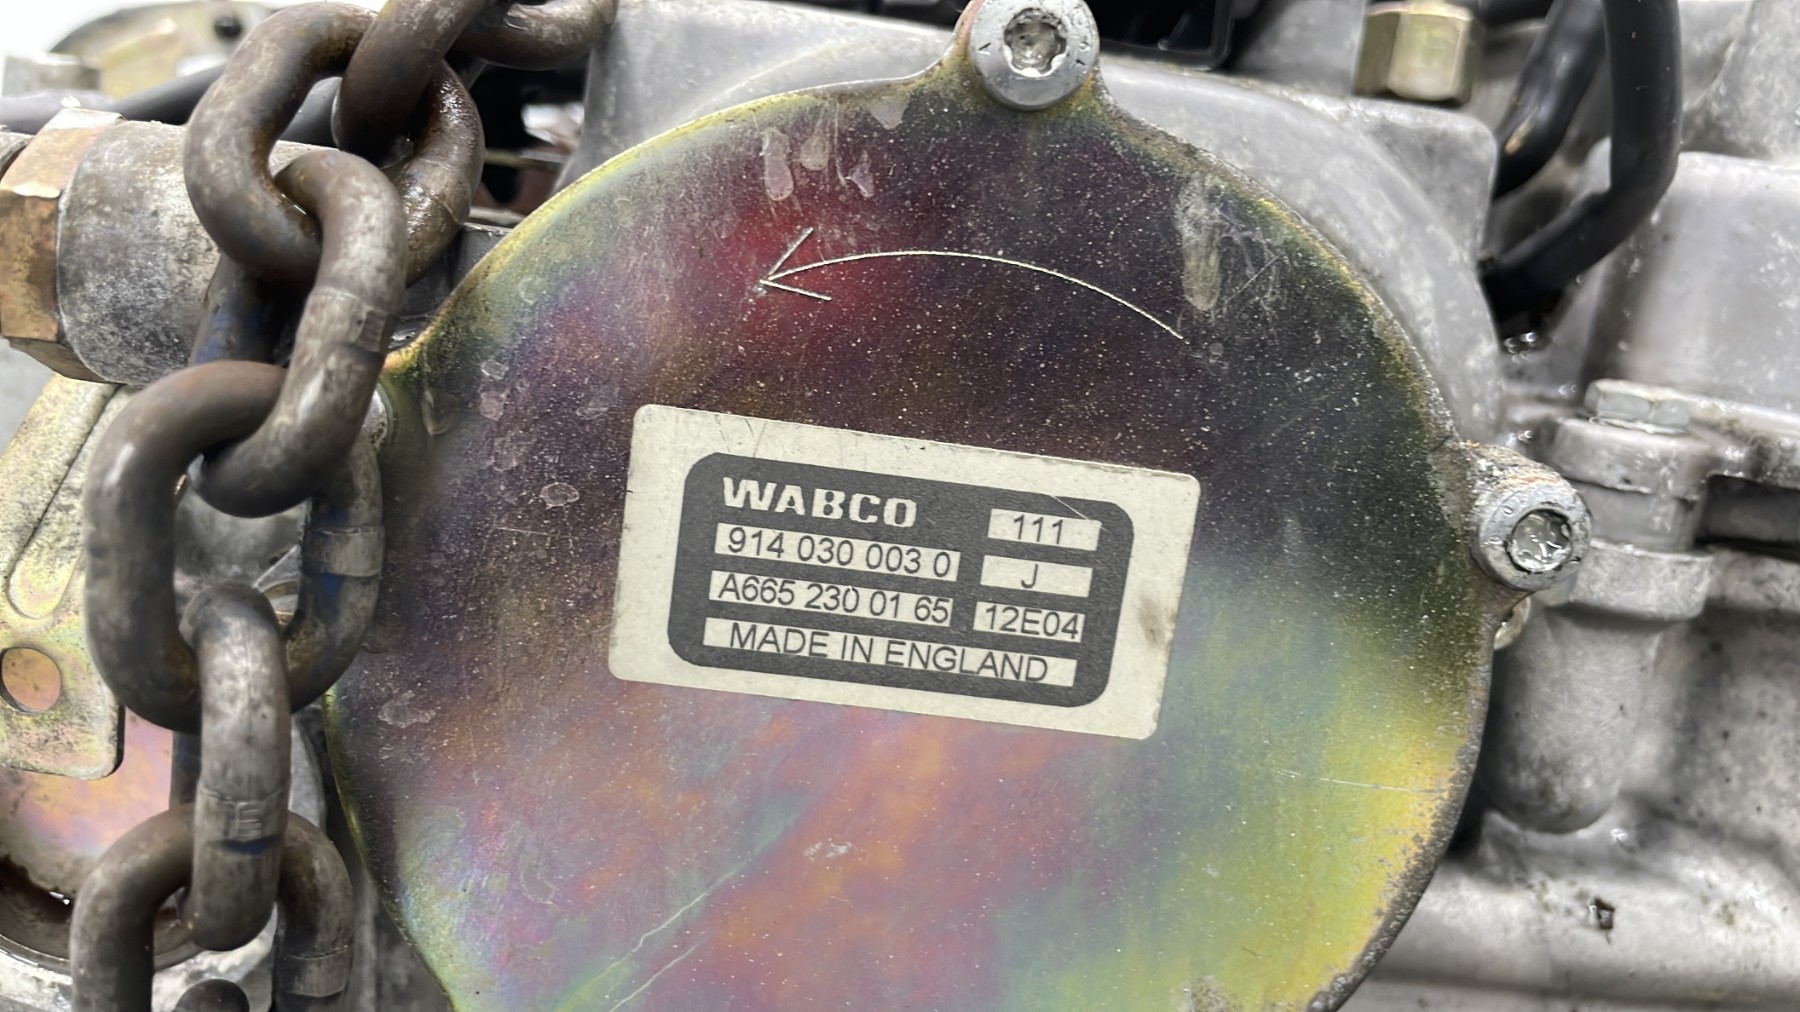 WABCO 111
914 030 003 0 J
A665 230 01 65 12E04
MADE IN ENGLAND